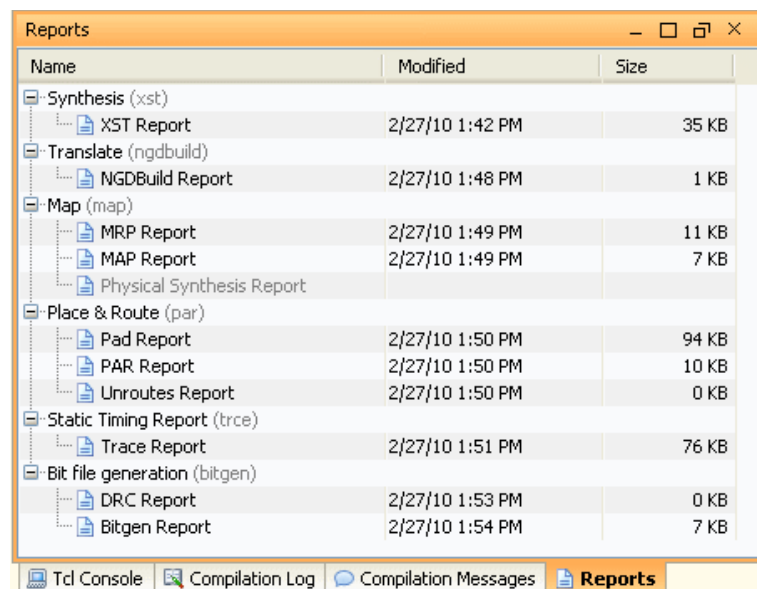 Reports
Name Modified Size
Synthesis (xst)
XST Report 2/27/10 1:42 PM 35 KB
Translate (ngdbuild)
NGDBuild Report 2/27/10 1:48 PM 1 KB
Map (map)
MRP Report 2/27/10 1:49 PM 11 KB
MAP Report 2/27/10 1:49 PM 7 KB
Physical Synthesis Report
Place & Route (par)
Pad Report 2/27/10 1:50 PM 94 KB
PAR Report 2/27/10 1:50 PM 10 KB
Unroutes Report 2/27/10 1:50 PM 0 KB
Static Timing Report (trce)
Trace Report 2/27/10 1:51 PM 76 KB
Bit file generation (bitgen)
DRC Report 2/27/10 1:53 PM 0 KB
Bitgen Report 2/27/10 1:54 PM 7 KB
Tcl Console Compilation Log Compilation Messages Reports